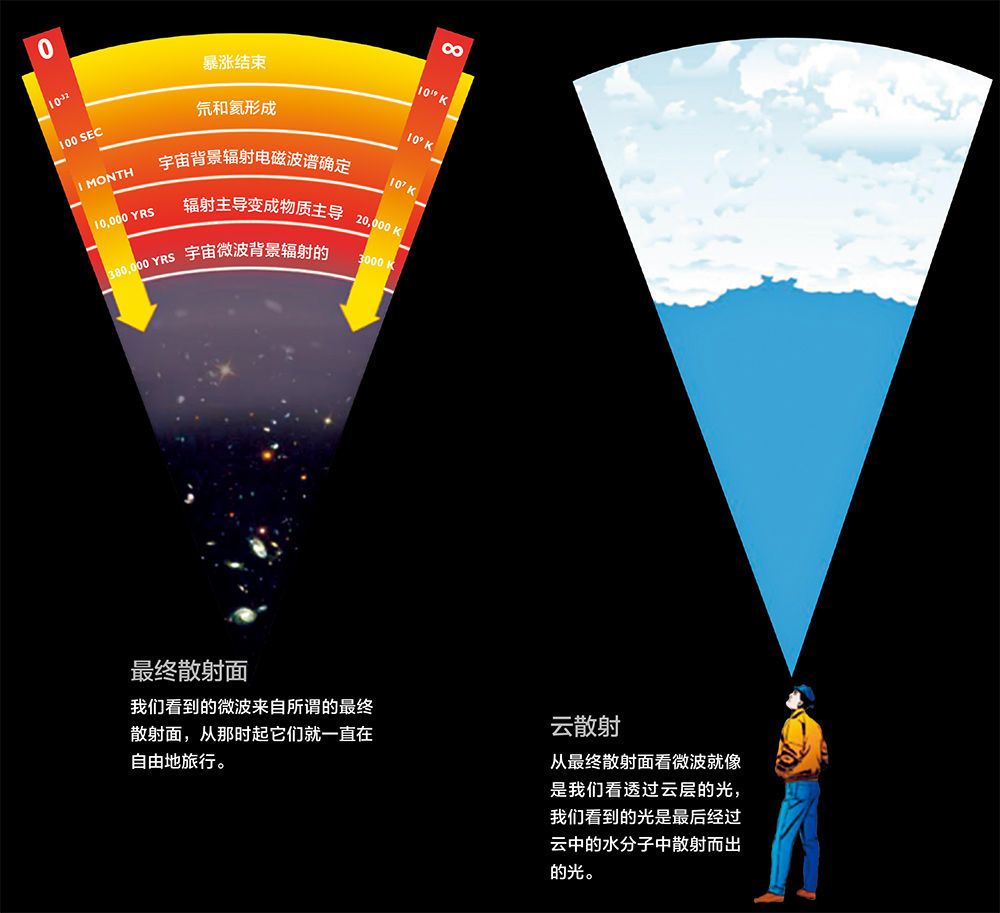 0
∞
暴涨结束
10⁻³²
10¹⁹ K
氘和氦形成
100 SEC
10⁹ K
宇宙背景辐射电磁波谱确定
1 MONTH
10⁷ K
辐射主导变成物质主导
10,000 YRS
20,000 K
宇宙微波背景辐射的
380,000 YRS
3000 K
最终散射面
我们看到的微波来自所谓的最终
散射面，从那时起它们就一直在
自由地旅行。
云散射
从最终散射面看微波就像
是我们看透过云层的光，
我们看到的光是最后经过
云中的水分子中散射而出
的光。